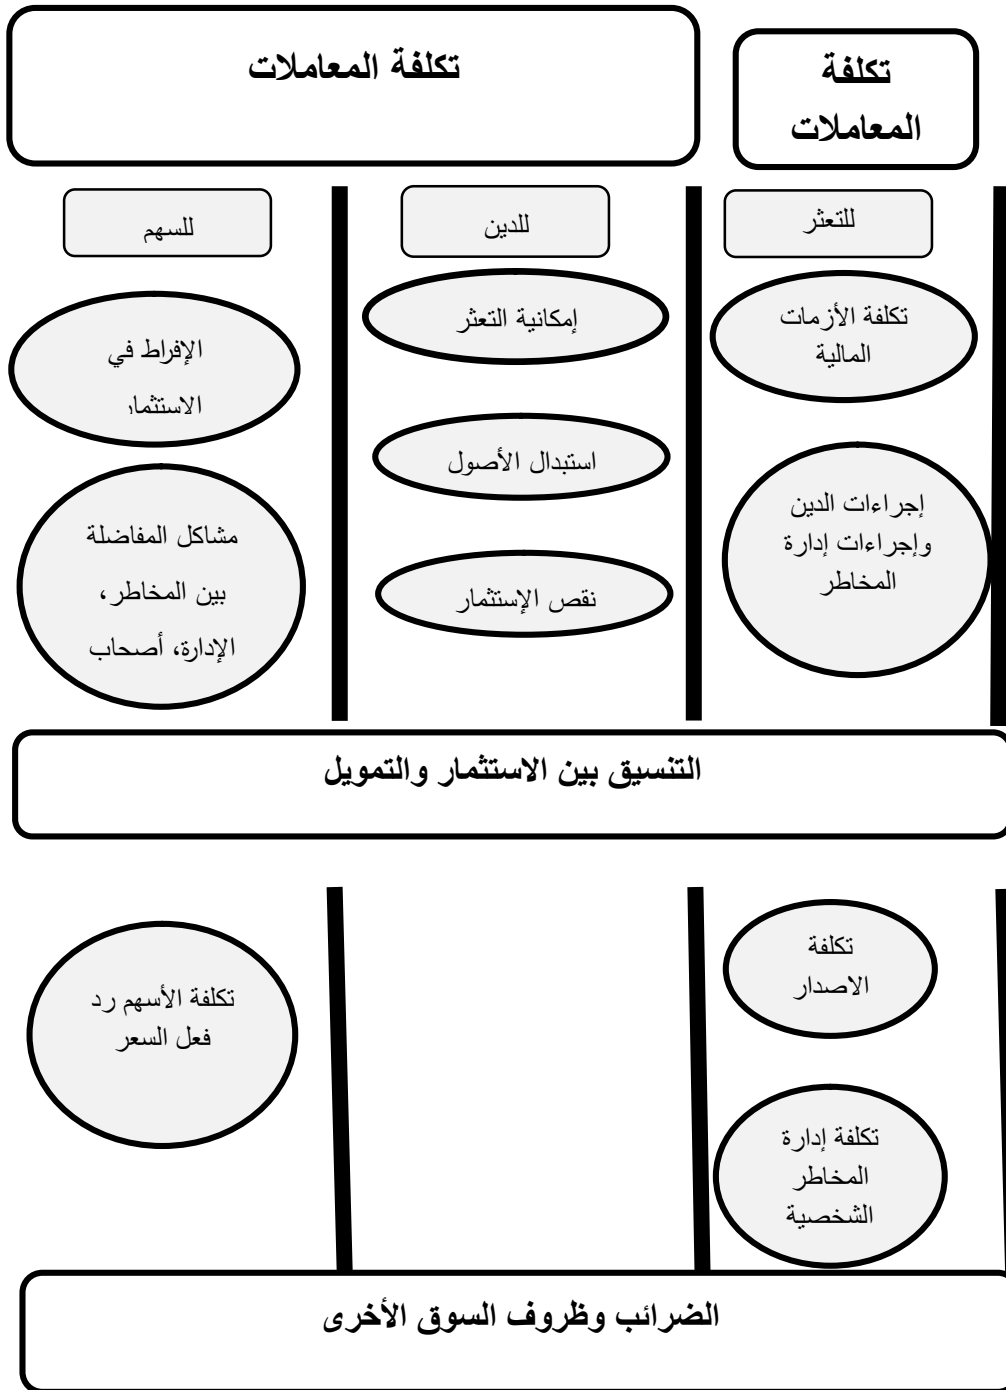 تكلفة
المعاملات
تكلفة المعاملات
للتعثر
للدين
للسهم
تكلفة الأزمات
المالية
إجراءات الدين
وإجراءات إدارة
المخاطر
إمكانية التعثر
استبدال الأصول
نقص الإستثمار
الإفراط في
الاستثمار
مشاكل المفاضلة
بين المخاطر،
الإدارة، أصحاب
التنسيق بين الاستثمار والتمويل
تكلفة
الاصدار
تكلفة إدارة
المخاطر
الشخصية
تكلفة الأسهم رد
فعل السعر
الضرائب وظروف السوق الأخرى